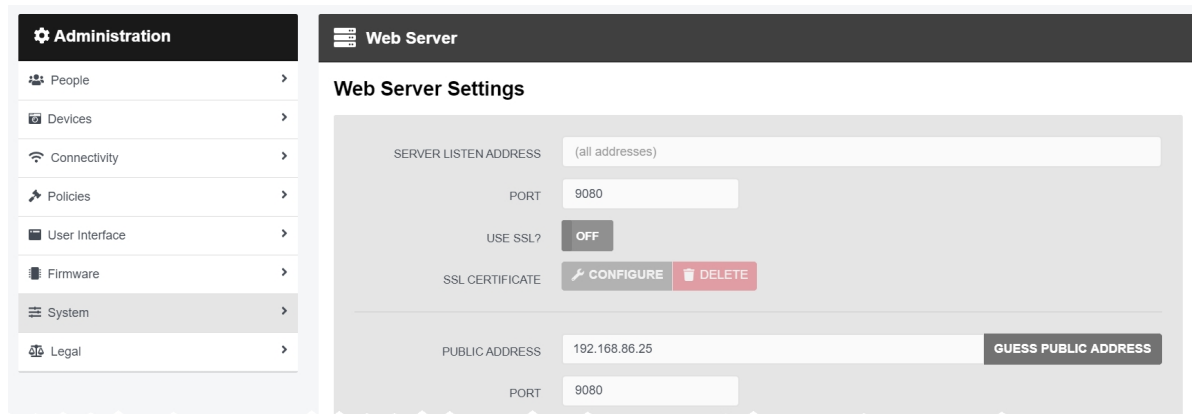 Administration
People
Devices
Connectivity
Policies
User Interface
Firmware
System
Legal
Web Server
Web Server Settings
SERVER LISTEN ADDRESS (all addresses)
PORT 9080
USE SSL? OFF
SSL CERTIFICATE CONFIGURE DELETE
PUBLIC ADDRESS 192.168.86.25 GUESS PUBLIC ADDRESS
PORT 9080